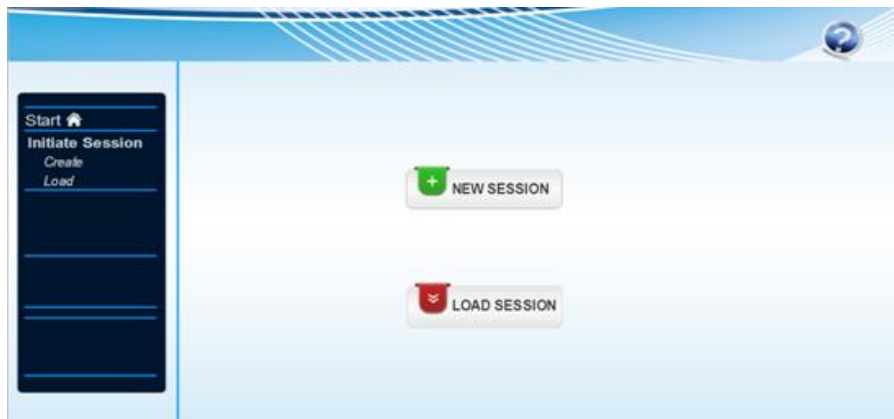 Start
Initiate Session
Create
Load
NEW SESSION
LOAD SESSION